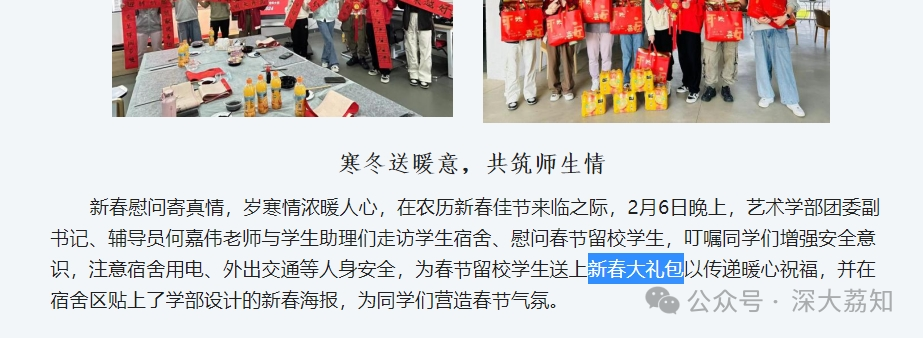 寒冬送暖意，共筑师生情
新春慰问寄真情，岁寒情浓暖人心，在农历新春佳节来临之际，2月6日晚上，艺术学部团委副
书记、辅导员何嘉伟老师与学生助理们走访学生宿舍、慰问春节留校学生，叮嘱同学们增强安全意
识，注意宿舍用电、外出交通等人身安全，为春节留校学生送上新春大礼包以传递暖心祝福，并在
宿舍区贴上了学部设计的新春海报，为同学们营造春节气氛。
公众号·深大荔知